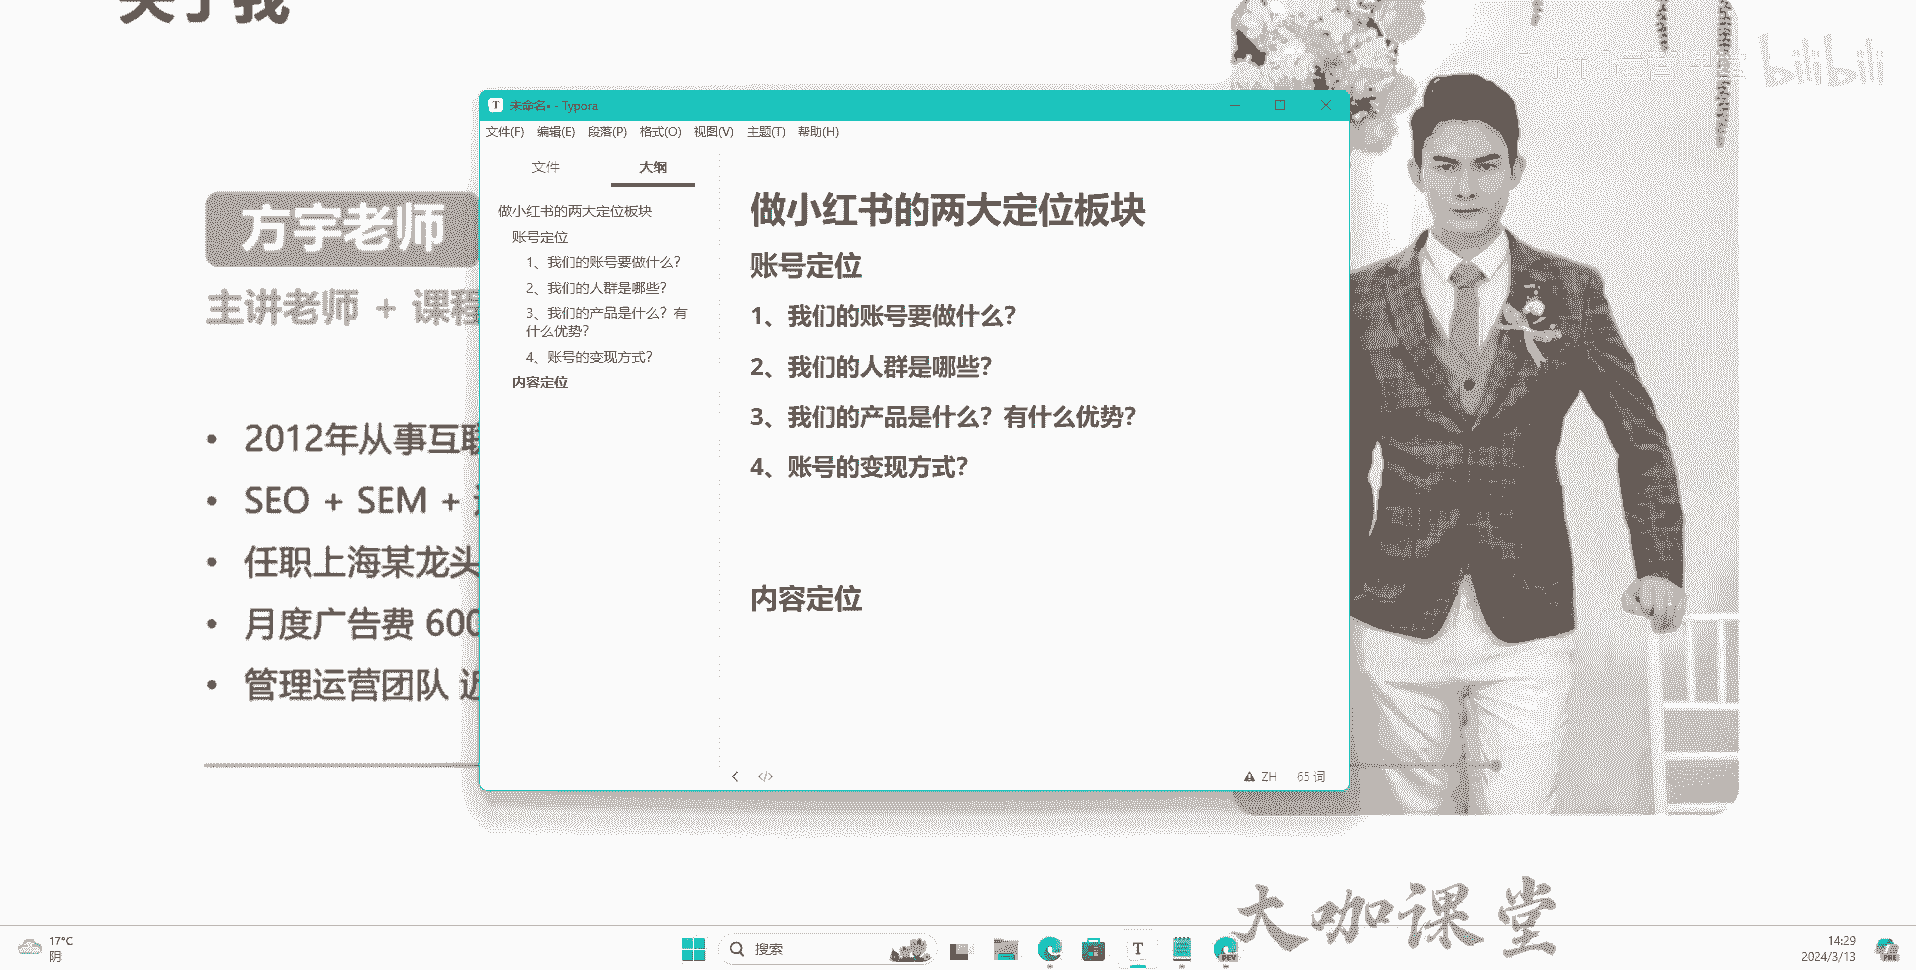 关于我
bilibili
未命名• - Typora
文件(F) 编辑(E) 段落(P) 格式(O) 视图(V) 主题(T) 帮助(H)
文件 大纲
做小红书的两大定位板块
账号定位
1、我们的账号要做什么?
2、我们的人群是哪些?
3、我们的产品是什么? 有
什么优势?
4、账号的变现方式?
内容定位
做小红书的两大定位板块
账号定位
1、我们的账号要做什么?
2、我们的人群是哪些?
3、我们的产品是什么? 有什么优势?
4、账号的变现方式?
内容定位
ZH 65 词
方宇老师
主讲老师 + 课程
• 2012年从事互联
• SEO + SEM +
• 任职上海某龙头
• 月度广告费 600
• 管理运营团队 近
大咖课堂
17°C
阴
搜索
T
DEV
14:29
2024/3/13
PRE